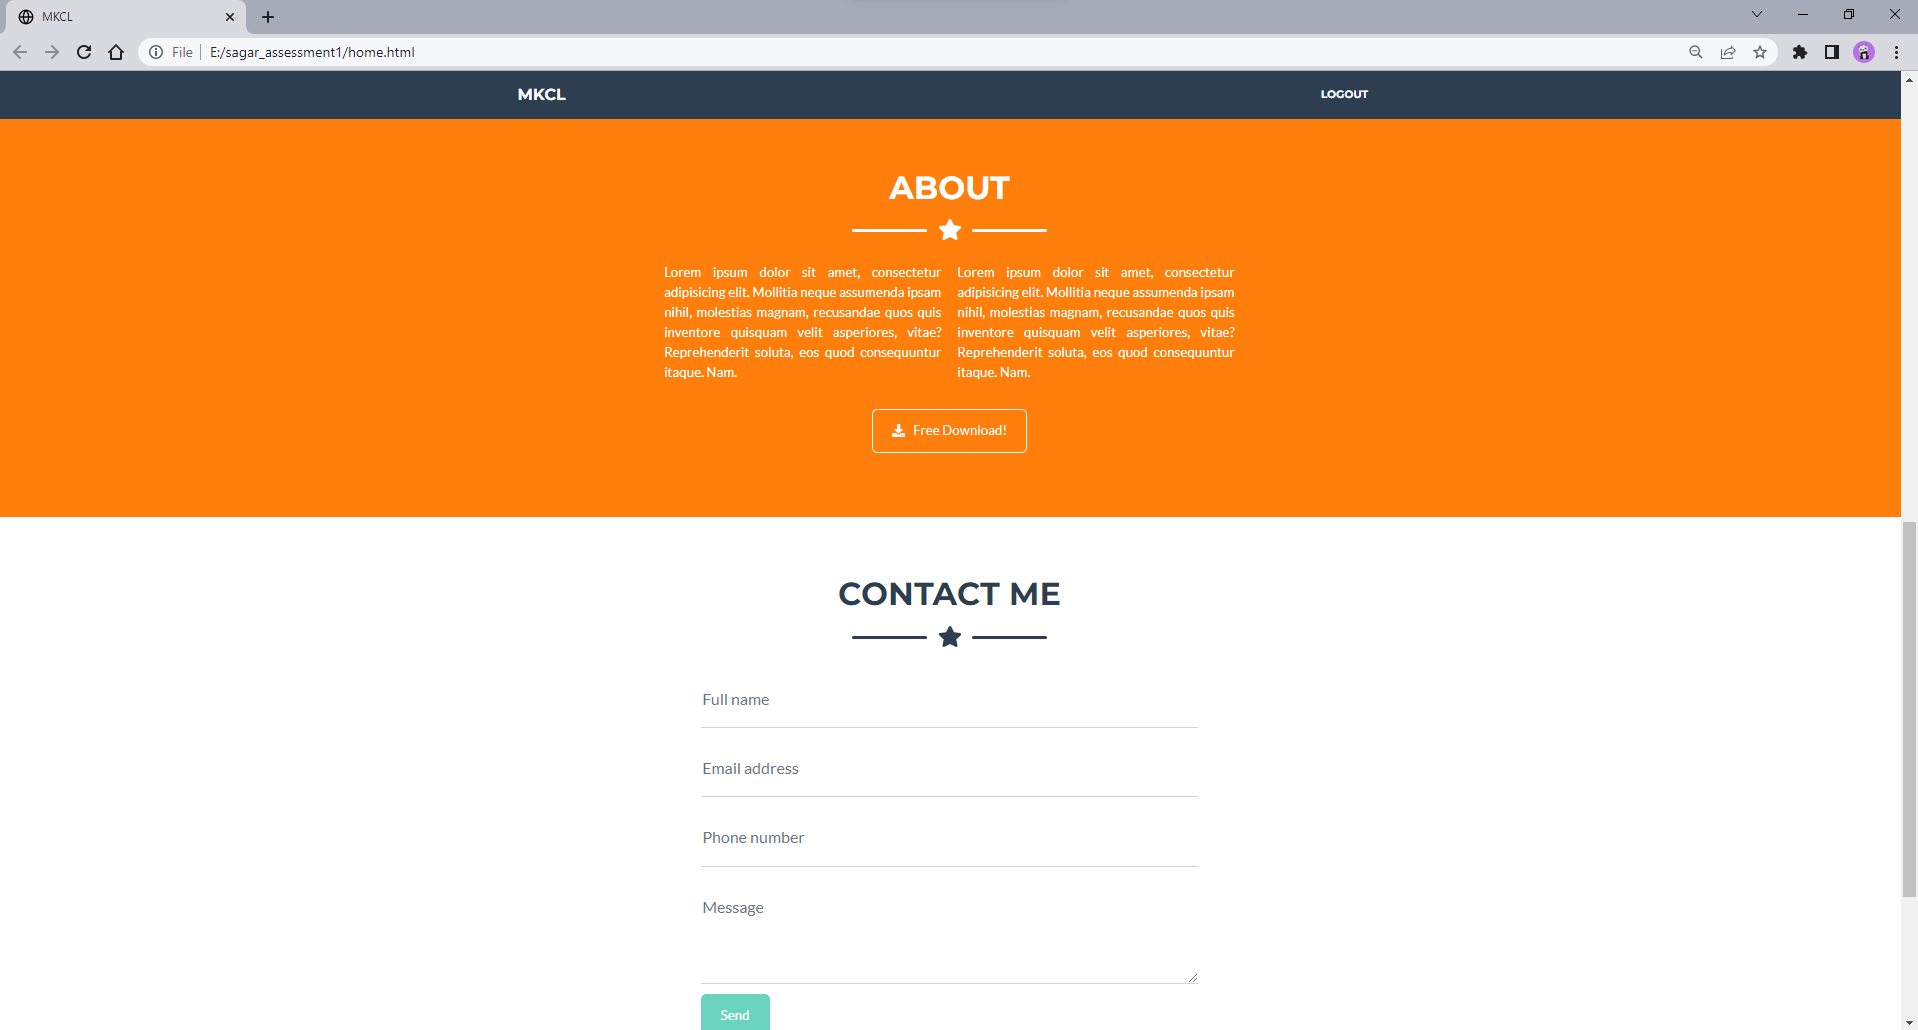 MKCL
File E:/sagar_assessment1/home.html
MKCL
LOGOUT
ABOUT
Lorem ipsum dolor sit amet, consectetur
adipisicing elit. Mollitia neque assumenda ipsam
nihil, molestias magnam, recusandae quos quis
inventore quisquam velit asperiores, vitae?
Reprehenderit soluta, eos quod consequuntur
itaque. Nam.
Lorem ipsum dolor sit amet, consectetur
adipisicing elit. Mollitia neque assumenda ipsam
nihil, molestias magnam, recusandae quos quis
inventore quisquam velit asperiores, vitae?
Reprehenderit soluta, eos quod consequuntur
itaque. Nam.
Free Download!
CONTACT ME
Full name
Email address
Phone number
Message
Send